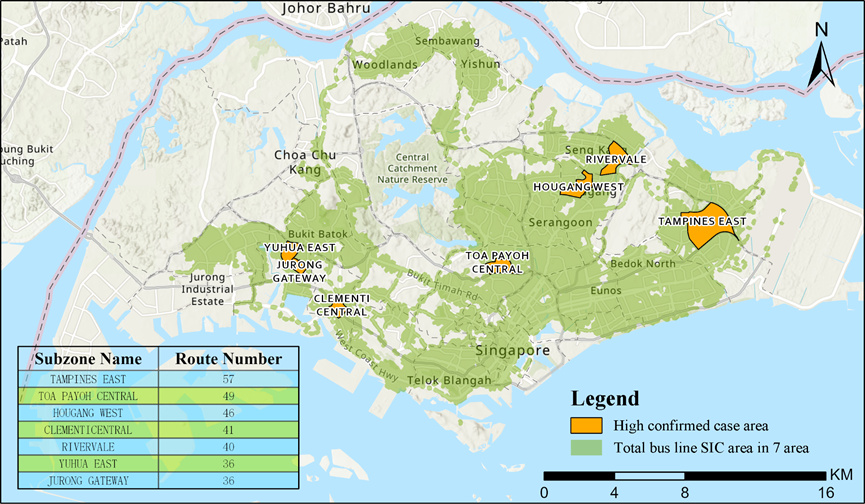 Johor Bahru
Patah
Sembawang
N
Woodlands
Yishun
Choa Chu
Kang
Central
Catchment
Nature Reserve
Seng Kang
RIVERVALE
HOUGANG WEST
Serangoon
TAMPINES EAST
Bukit Batok
YUHUA EAST
JURONG
GATEWAY
TOA PAYOH
CENTRAL
Bedok North
Jurong
Industrial
Estate
Bukit Timah Rd
Eunos
CLEMENTI
CENTRAL
West Coast Hwy
Singapore
Telok Blangah
Subzone Name Route Number
TAMPINES EAST 57
TOA PAYOH CENTRAL 49
HOUGANG WEST 46
CLEMENTICENTRAL 41
RIVERVALE 40
YUHUA EAST 36
JURONG GATEWAY 36
Legend
High confirmed case area
Total bus line SIC area in 7 area
KM
0 4 8 16